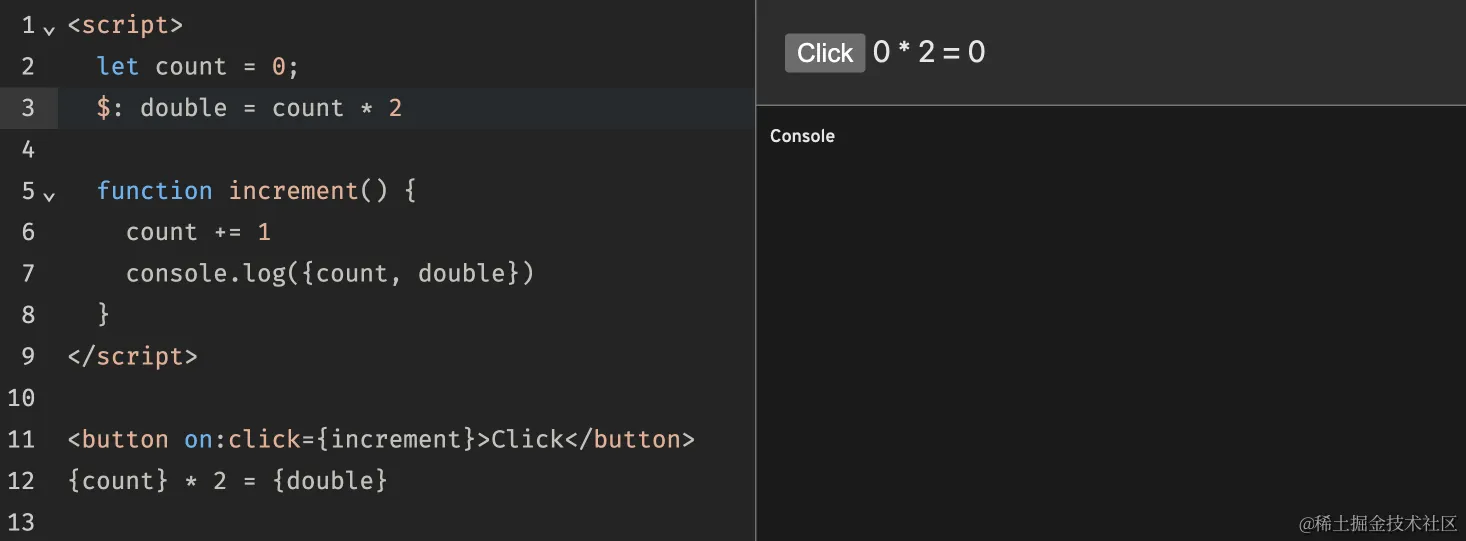 1 <script>
2 let count = 0;
3 $: double = count * 2
4
5 function increment() {
6 count += 1
7 console.log({count, double})
8 }
9 </script>
10
11 <button on:click={increment}>Click</button>
12 {count} * 2 = {double}
13
Click 0 * 2 = 0
Console
@稀土掘金技术社区